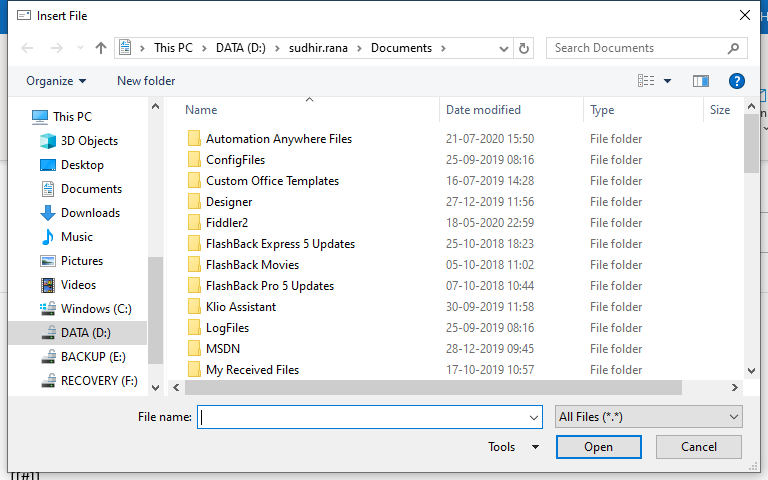 Insert File
This PC > DATA (D:) > sudhir.rana > Documents >
Search Documents
Organize
New folder
This PC
3D Objects
Desktop
Documents
Downloads
Music
Pictures
Videos
Windows (C:)
DATA (D:)
BACKUP (E:)
RECOVERY (F:)
Name Date modified Type Size
Automation Anywhere Files 21-07-2020 15:50 File folder
ConfigFiles 25-09-2019 08:16 File folder
Custom Office Templates 16-07-2019 14:28 File folder
Designer 27-12-2019 11:56 File folder
Fiddler2 18-05-2020 22:59 File folder
FlashBack Express 5 Updates 25-10-2018 18:23 File folder
FlashBack Movies 05-10-2018 11:02 File folder
FlashBack Pro 5 Updates 07-10-2018 10:44 File folder
Klio Assistant 30-09-2019 11:58 File folder
LogFiles 25-09-2019 08:16 File folder
MSDN 28-12-2019 09:45 File folder
My Received Files 17-10-2019 10:57 File folder
File name:
All Files (*.*)
Tools
Open
Cancel